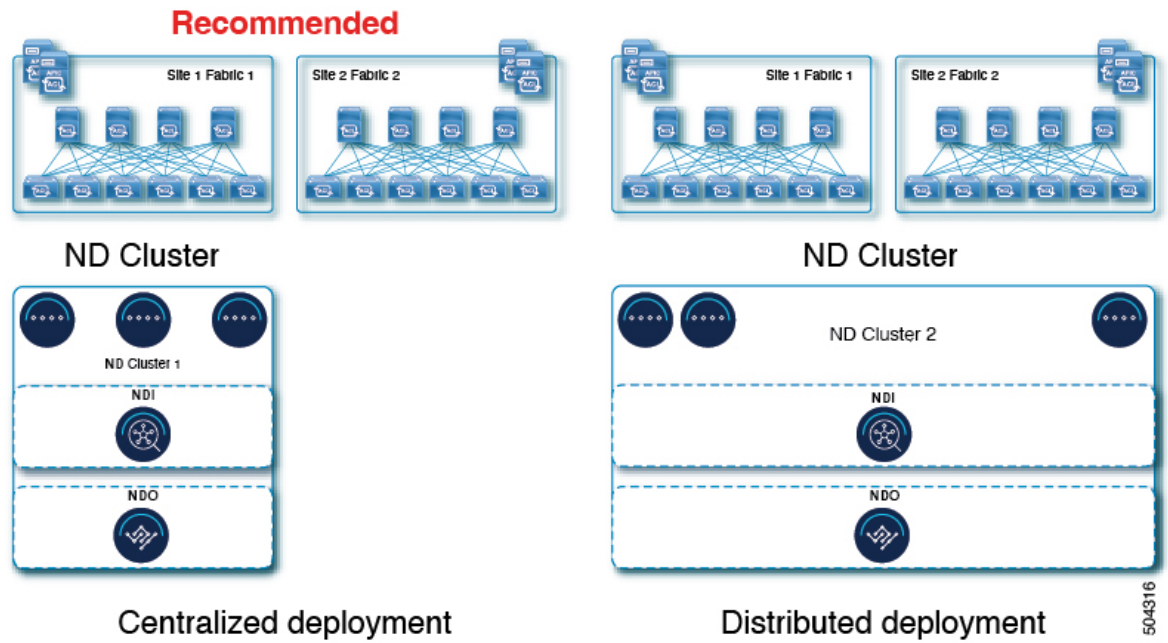 Recommended
Site 1 Fabric 1
Site 2 Fabric 2
Site 1 Fabric 1
Site 2 Fabric 2
ND Cluster
ND Cluster
ND Cluster 1
ND Cluster 2
NDI
NDI
NDO
NDO
Centralized deployment
Distributed deployment
504316